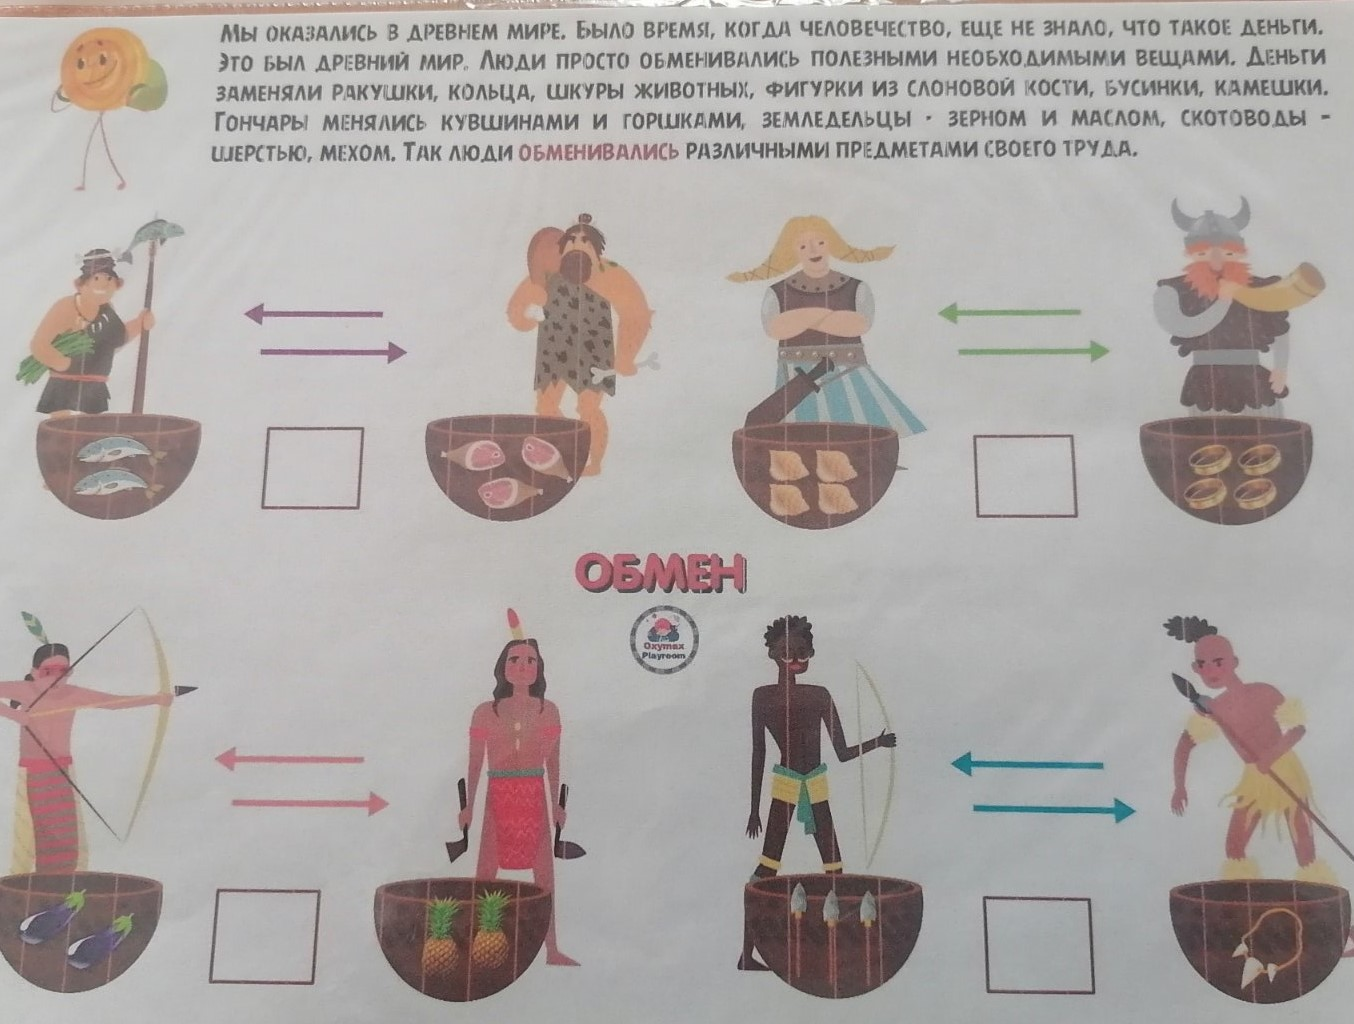 Мы оказались в древнем мире. Было время, когда человечество, еще не знало, что такое деньги.
Это был древний мир. Люди просто обменивались полезными необходимыми вещами. Деньги
заменяли ракушки, кольца, шкуры животных, фигурки из слоновой кости, бусинки, камешки.
Гончары менялись кувшинами и горшками, земледельцы - зерном и маслом, скотоводы -
шерстью, мехом. Так люди обменивались различными предметами своего труда.
ОБМЕН
Oxymax
Playroom